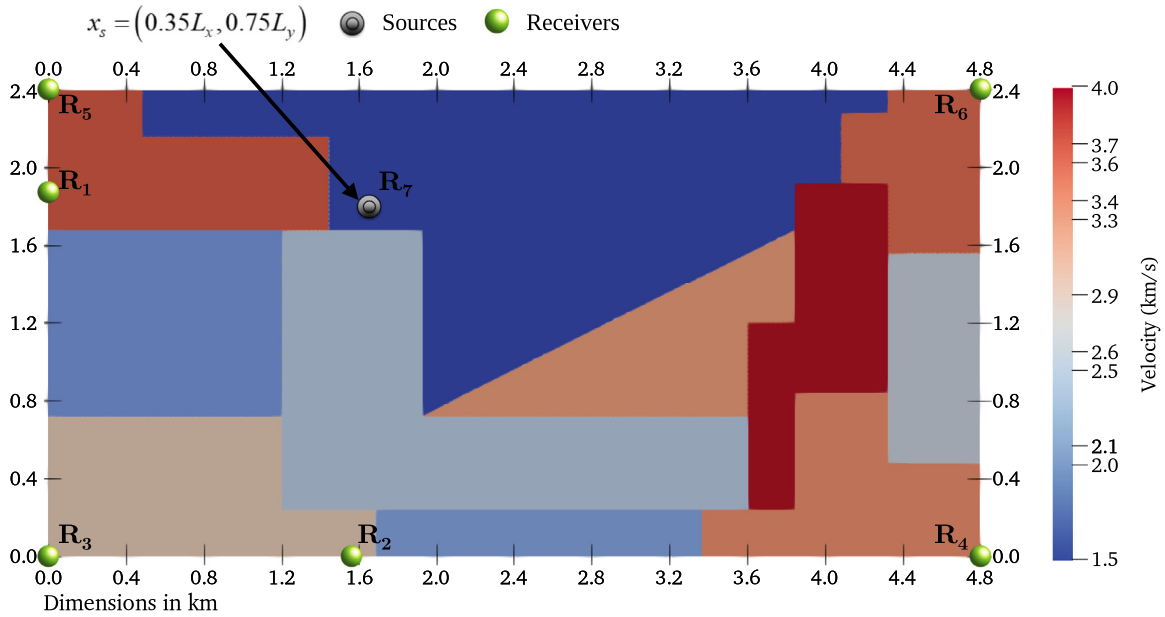 x_s = (0.35L_x, 0.75L_y) Sources Receivers
0.0 0.4 0.8 1.2 1.6 2.0 2.4 2.8 3.2 3.6 4.0 4.4 4.8
2.4 R5 R6 2.4 4.0
3.7
2.0 R1 R7 2.0 3.6
3.4
1.6 1.6 3.3
1.2 1.2 2.9
2.6
0.8 0.8 2.5
2.1
0.4 0.4 2.0
0.0 R3 R2 R4 0.0 1.5
0.0 0.4 0.8 1.2 1.6 2.0 2.4 2.8 3.2 3.6 4.0 4.4 4.8
Dimensions in km
Velocity (km/s)